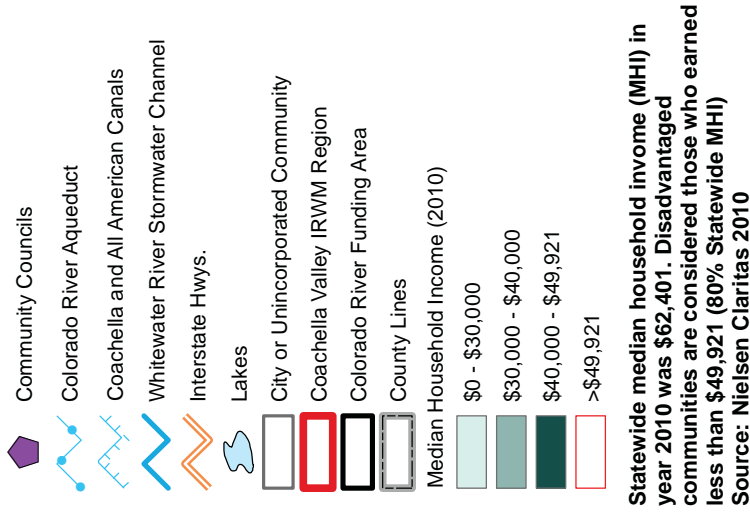 Community Councils
Colorado River Aqueduct
Coachella and All American Canals
Whitewater River Stormwater Channel
Interstate Hwys.
Lakes
City or Unincorporated Community
Coachella Valley IRWM Region
Colorado River Funding Area
County Lines
Median Household Income (2010)
$0 - $30,000
$30,000 - $40,000
$40,000 - $49,921
>$49,921
Statewide median household invome (MHI) in
year 2010 was $62,401. Disadvantaged
communities are considered those who earned
less than $49,921 (80% Statewide MHI)
Source: Nielsen Claritas 2010